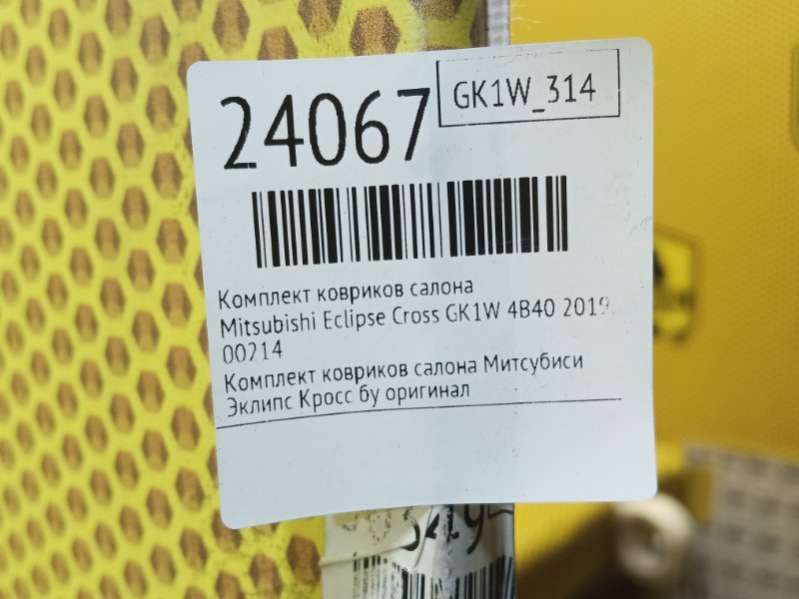 24067
GK1W_314
Комплект ковриков салона
Mitsubishi Eclipse Cross GK1W 4B40 2019
00214
Комплект ковриков салона Митсубиси
Эклипс Кросс бу оригинал